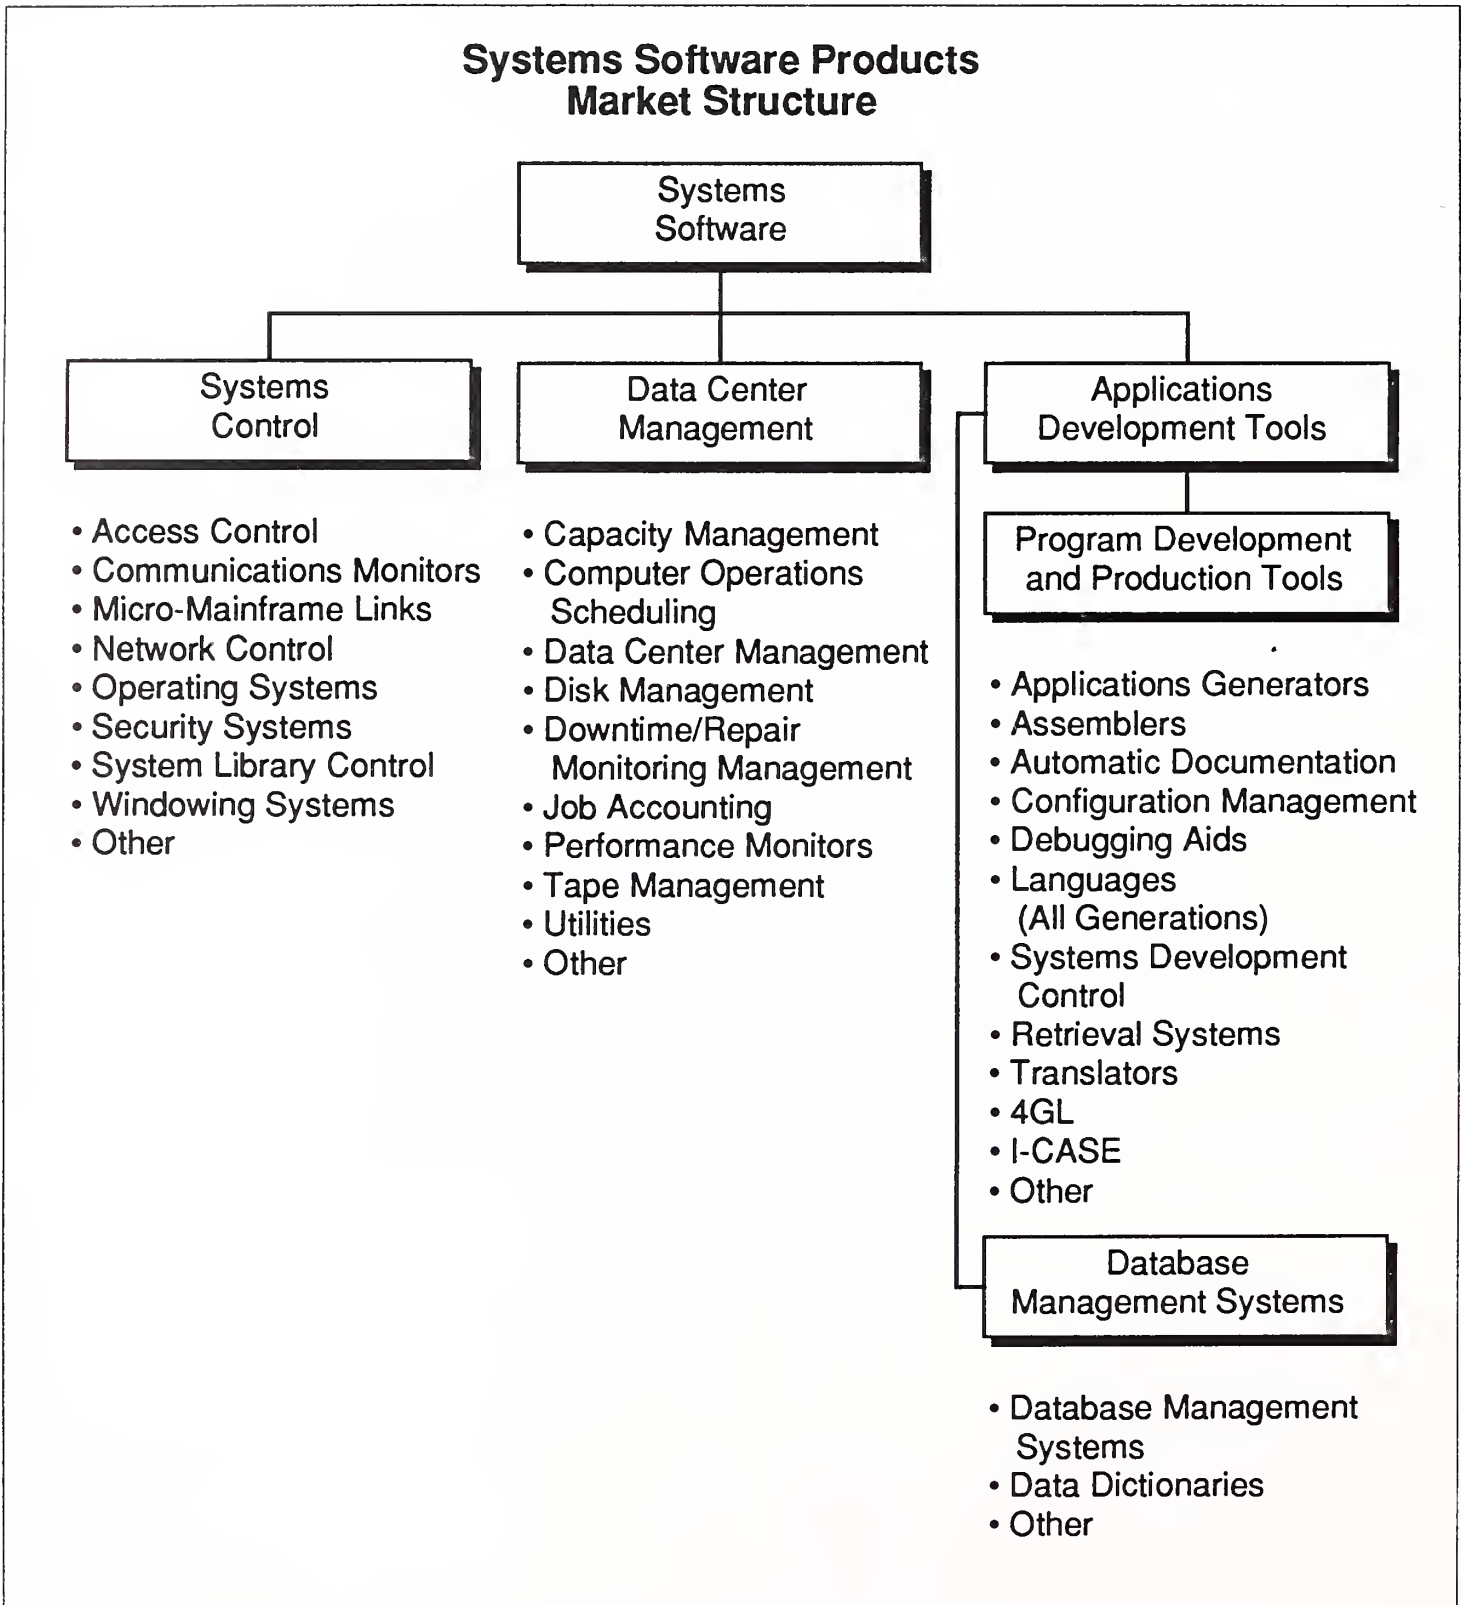 Systems Software Products
Market Structure
Systems
Software
Systems
Control
• Access Control
• Communications Monitors
• Micro-Mainframe Links
• Network Control
• Operating Systems
• Security Systems
• System Library Control
• Windowing Systems
• Other
Data Center
Management
• Capacity Management
• Computer Operations
Scheduling
• Data Center Management
• Disk Management
• Downtime/Repair
Monitoring Management
• Job Accounting
• Performance Monitors
• Tape Management
• Utilities
• Other
Applications
Development Tools
Program Development
and Production Tools
• Applications Generators
• Assemblers
• Automatic Documentation
• Configuration Management
• Debugging Aids
• Languages
(All Generations)
• Systems Development
Control
• Retrieval Systems
• Translators
• 4GL
• I-CASE
• Other
Database
Management Systems
• Database Management
Systems
• Data Dictionaries
• Other